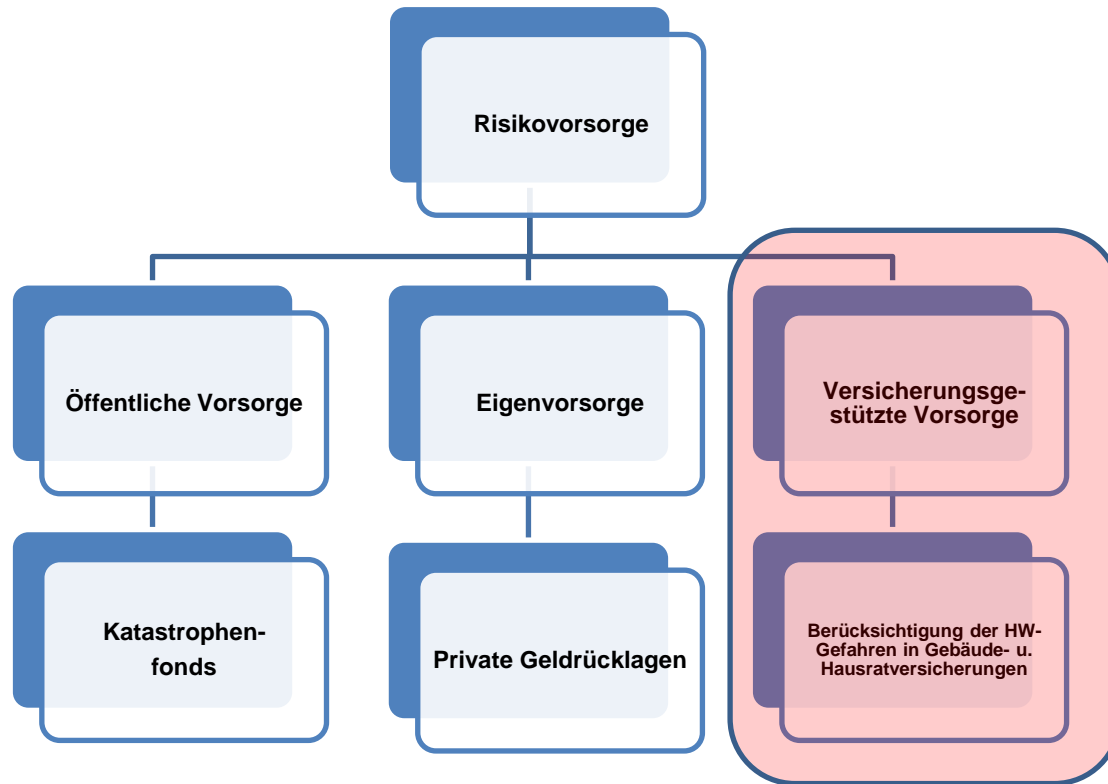 Risikovorsorge
Öffentliche Vorsorge
Eigenvorsorge
Versicherungsge-
stützte Vorsorge
Katastrophen-
fonds
Private Geldrücklagen
Berücksichtigung der HW-
Gefahren in Gebäude- u.
Hausratversicherungen